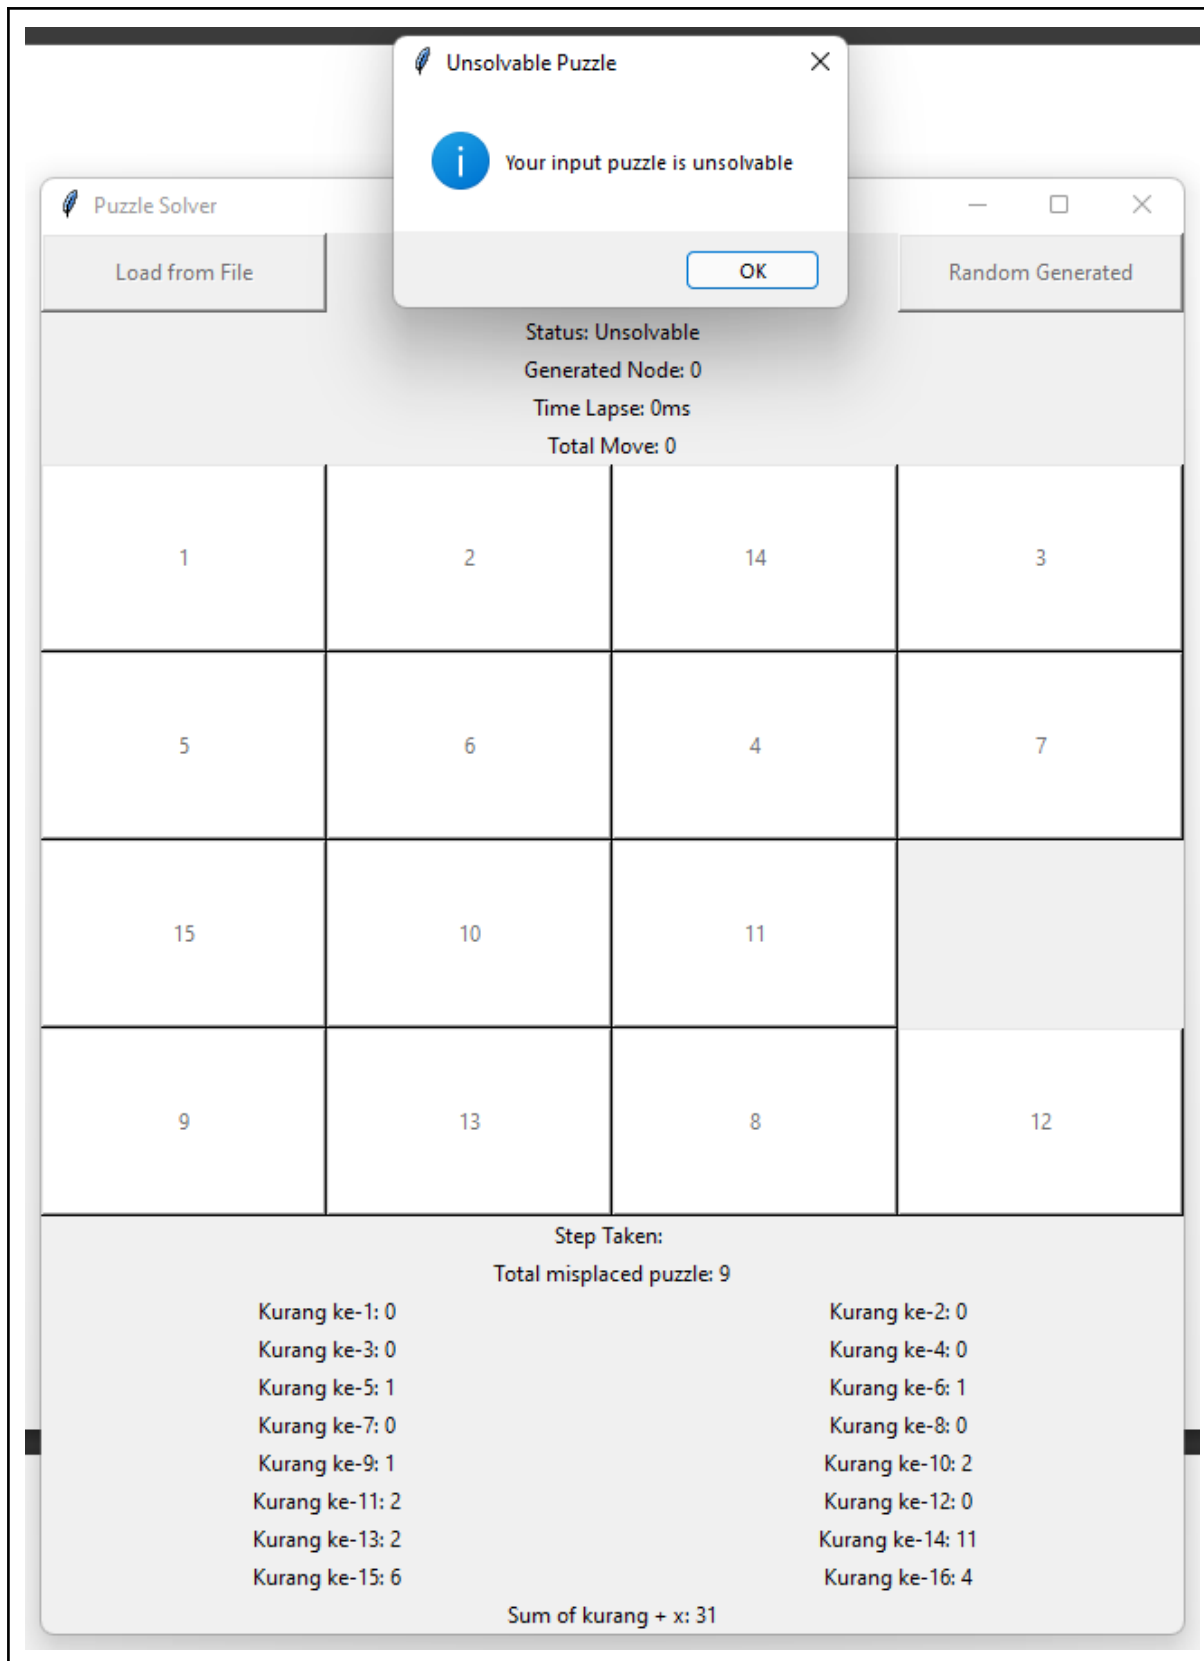 Unsolvable Puzzle
Your input puzzle is unsolvable
OK
Puzzle Solver
Load from File
Random Generated
Status: Unsolvable
Generated Node: 0
Time Lapse: 0ms
Total Move: 0
1 2 14 3
5 6 4 7
15 10 11
9 13 8 12
Step Taken:
Total misplaced puzzle: 9
Kurang ke-1: 0 Kurang ke-2: 0
Kurang ke-3: 0 Kurang ke-4: 0
Kurang ke-5: 1 Kurang ke-6: 1
Kurang ke-7: 0 Kurang ke-8: 0
Kurang ke-9: 1 Kurang ke-10: 2
Kurang ke-11: 2 Kurang ke-12: 0
Kurang ke-13: 2 Kurang ke-14: 11
Kurang ke-15: 6 Kurang ke-16: 4
Sum of kurang + x: 31